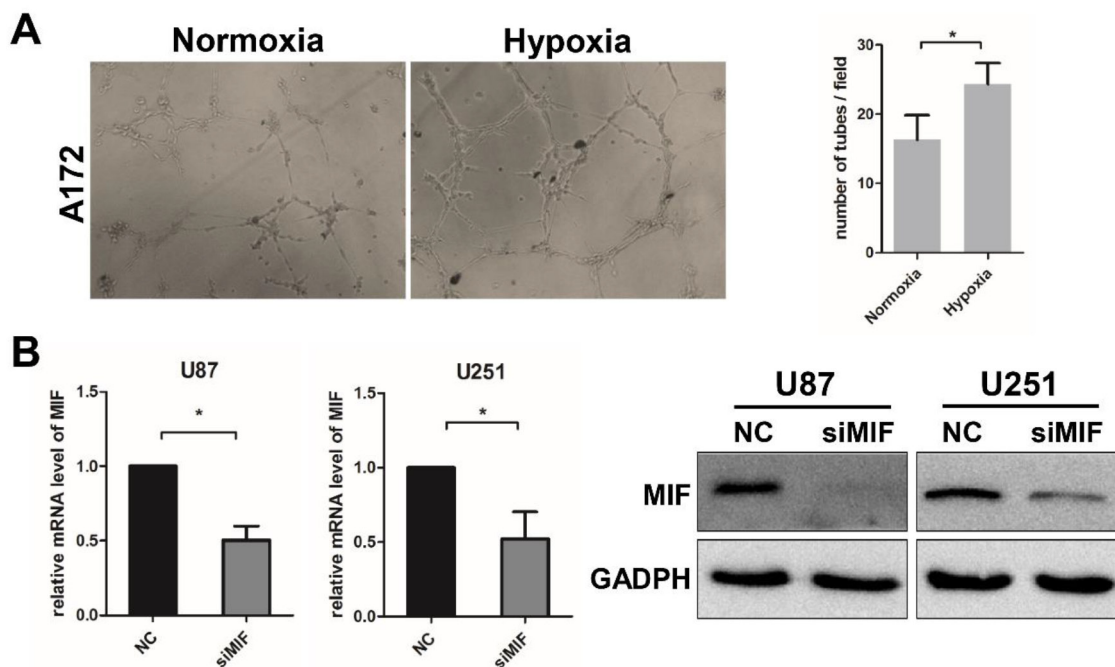 A
Normoxia
Hypoxia
A172
number of tubes / field
30
20
10
0
*
Normoxia
Hypoxia
B
U87
relative mRNA level of MIF
1.5
1.0
0.5
0.0
*
NC
siMIF
U251
relative mRNA level of MIF
1.5
1.0
0.5
0.0
*
NC
siMIF
U87
U251
NC
siMIF
NC
siMIF
MIF
GADPH